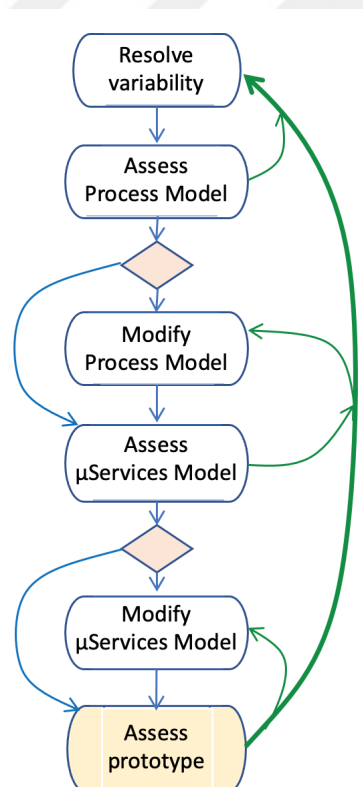 Resolve
variability
Assess
Process Model
Modify
Process Model
Assess
µServices Model
Modify
µServices Model
Assess
prototype